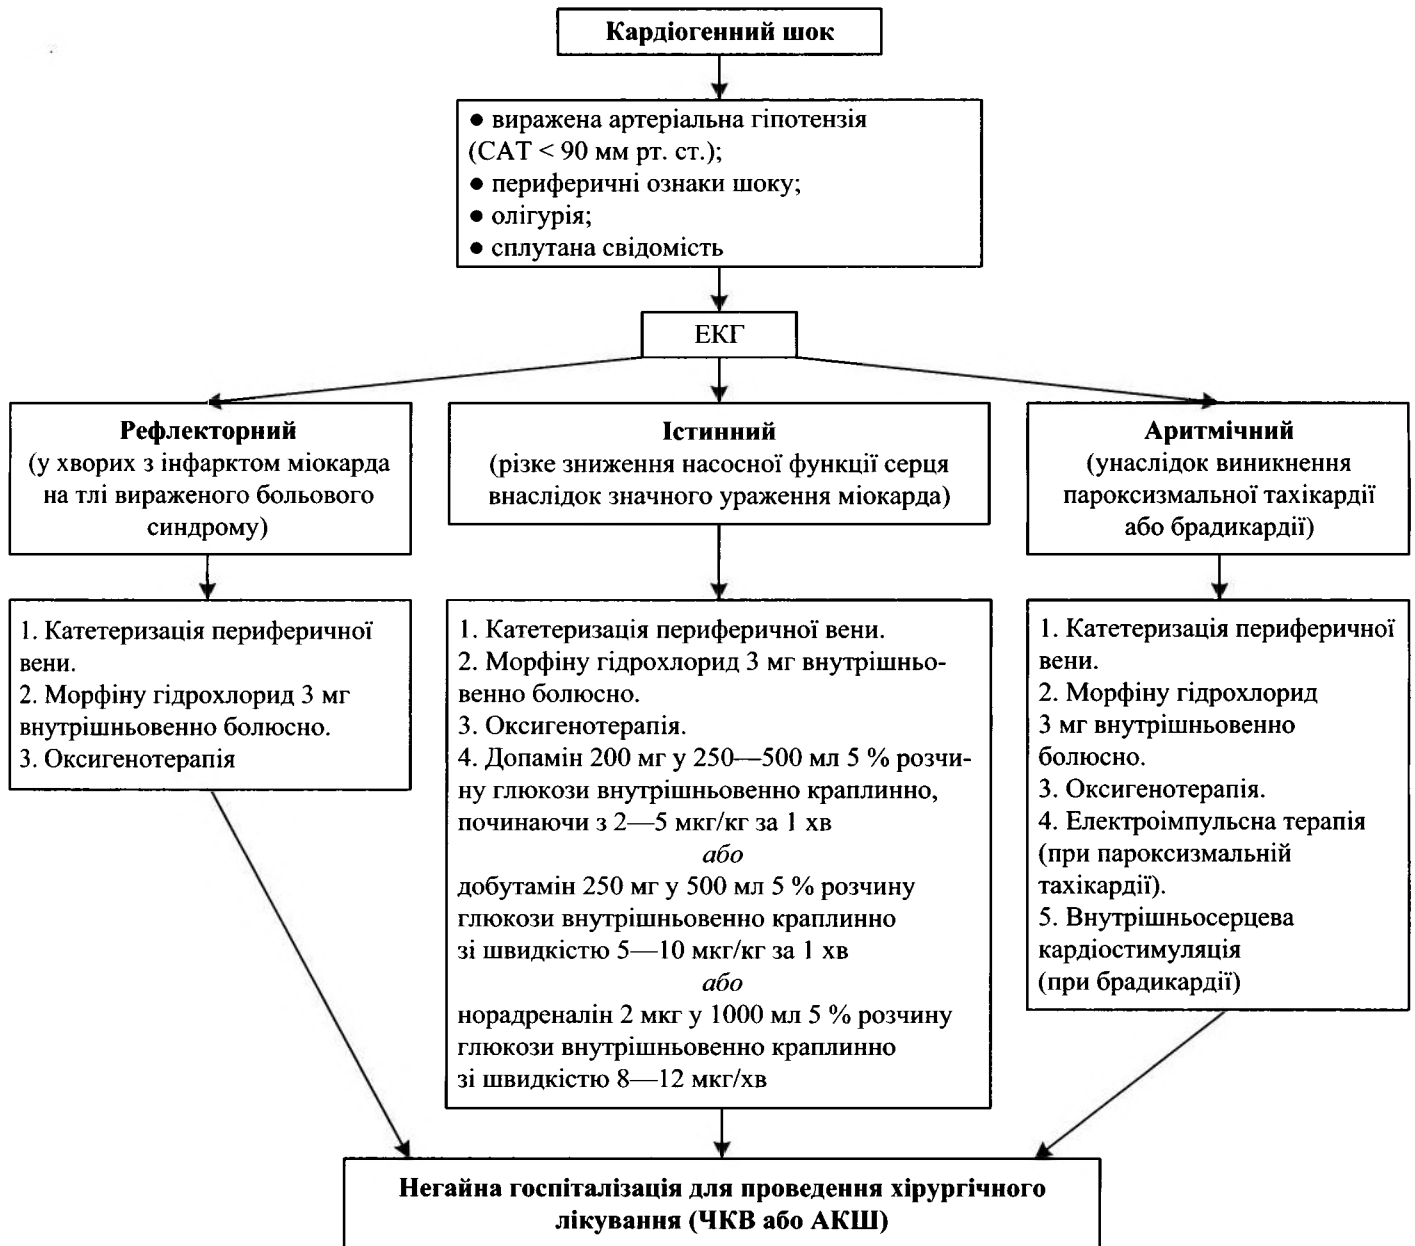 Кардіогенний шок
● виражена артеріальна гіпотензія
(САТ < 90 мм рт. ст.);
● периферичні ознаки шоку;
● олігурія;
● сплутана свідомість
ЕКГ
Рефлекторний
(у хворих з інфарктом міокарда
на тлі вираженого больового
синдрому)
Істинний
(різке зниження насосної функції серця
внаслідок значного ураження міокарда)
Аритмічний
(унаслідок виникнення
пароксизмальної тахікардії
або брадикардії)
1. Катетеризація периферичної
вени.
2. Морфіну гідрохлорид 3 мг
внутрішньовенно болюсно.
3. Оксигенотерапія
1. Катетеризація периферичної вени.
2. Морфіну гідрохлорид 3 мг внутрішньо-
венно болюсно.
3. Оксигенотерапія.
4. Допамін 200 мг у 250—500 мл 5 % розчи-
ну глюкози внутрішньовенно краплинно,
починаючи з 2—5 мкг/кг за 1 хв
або
добутамін 250 мг у 500 мл 5 % розчину
глюкози внутрішньовенно краплинно
зі швидкістю 5—10 мкг/кг за 1 хв
або
норадреналін 2 мкг у 1000 мл 5 % розчину
глюкози внутрішньовенно краплинно
зі швидкістю 8—12 мкг/хв
1. Катетеризація периферичної
вени.
2. Морфіну гідрохлорид
3 мг внутрішньовенно
болюсно.
3. Оксигенотерапія.
4. Електроімпульсна терапія
(при пароксизмальній
тахікардії).
5. Внутрішньосерцева
кардіостимуляція
(при брадикардії)
Негайна госпіталізація для проведення хірургічного
лікування (ЧКВ або АКШ)